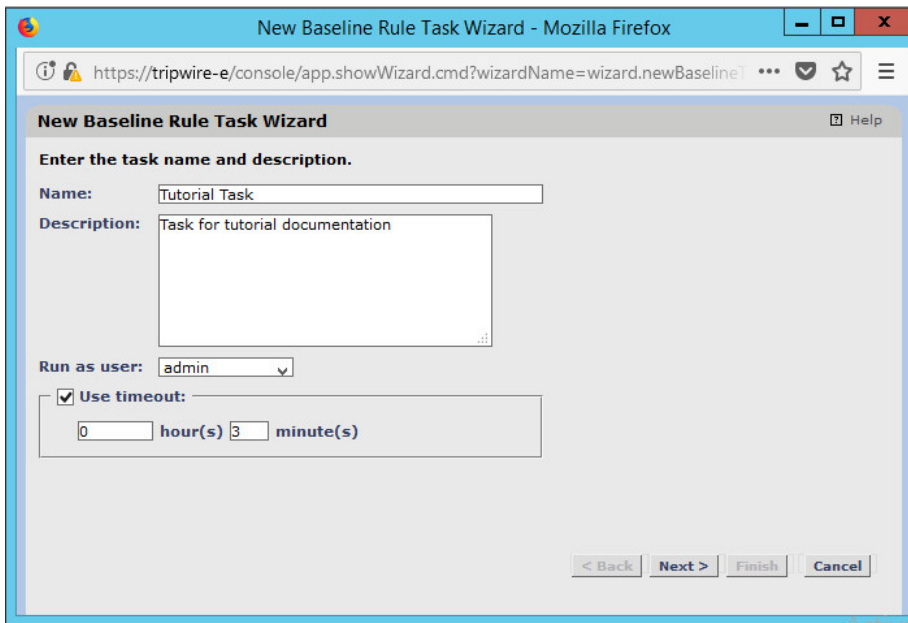 New Baseline Rule Task Wizard - Mozilla Firefox
https://tripwire-e/console/app.showWizard.cmd?wizardName=wizard.newBaselineT
New Baseline Rule Task Wizard
? Help
Enter the task name and description.
Name: Tutorial Task
Description: Task for tutorial documentation
Run as user: admin
Use timeout:
0 hour(s) 3 minute(s)
< Back Next > Finish Cancel